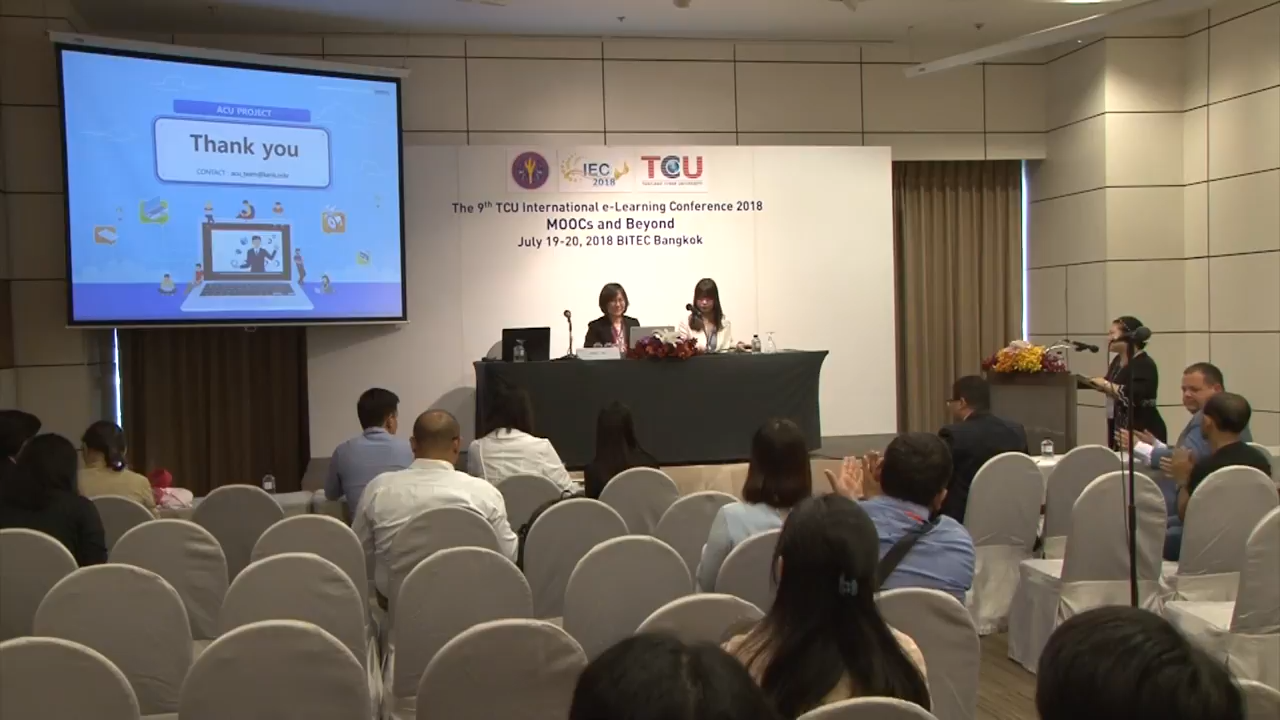 ACU PROJECT
Thank you
CONTACT
IEC
2018
TCU
The 9th TCU International e-Learning Conference 2018
MOOCs and Beyond
July 19-20, 2018 BITEC Bangkok